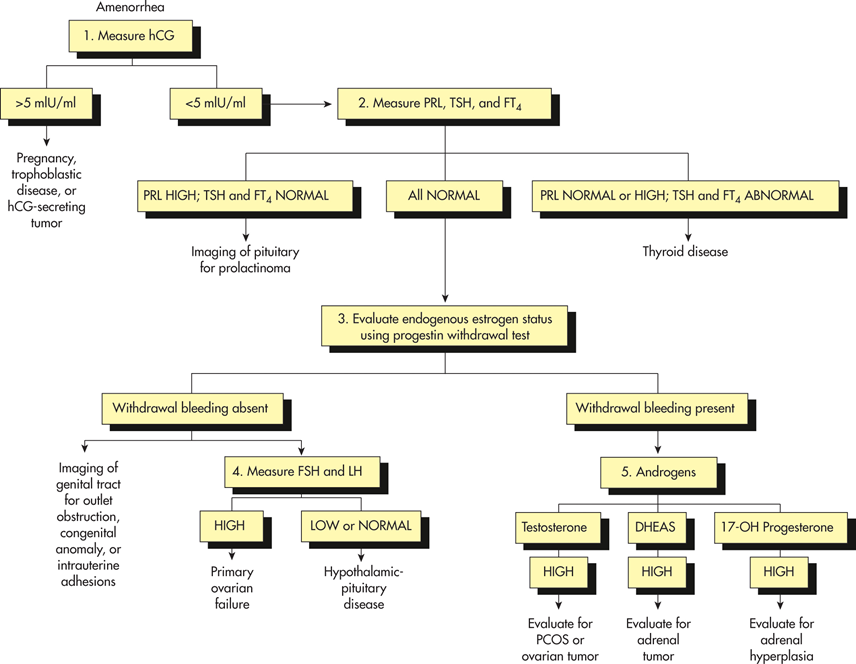 Amenorrhea
1. Measure hCG
>5 mIU/ml
<5 mIU/ml
2. Measure PRL, TSH, and FT4
Pregnancy,
trophoblastic
disease, or
hCG-secreting
tumor
PRL HIGH; TSH and FT4 NORMAL
All NORMAL
PRL NORMAL or HIGH; TSH and FT4 ABNORMAL
Imaging of pituitary
for prolactinoma
Thyroid disease
3. Evaluate endogenous estrogen status
using progestin withdrawal test
Withdrawal bleeding absent
Withdrawal bleeding present
Imaging of
genital tract
for outlet
obstruction,
congenital
anomaly, or
intrauterine
adhesions
4. Measure FSH and LH
5. Androgens
HIGH
LOW or NORMAL
Testosterone
DHEAS
17-OH Progesterone
Primary
ovarian
failure
Hypothalamic-
pituitary
disease
HIGH
HIGH
HIGH
Evaluate for
PCOS or
ovarian tumor
Evaluate for
adrenal
tumor
Evaluate for
adrenal
hyperplasia